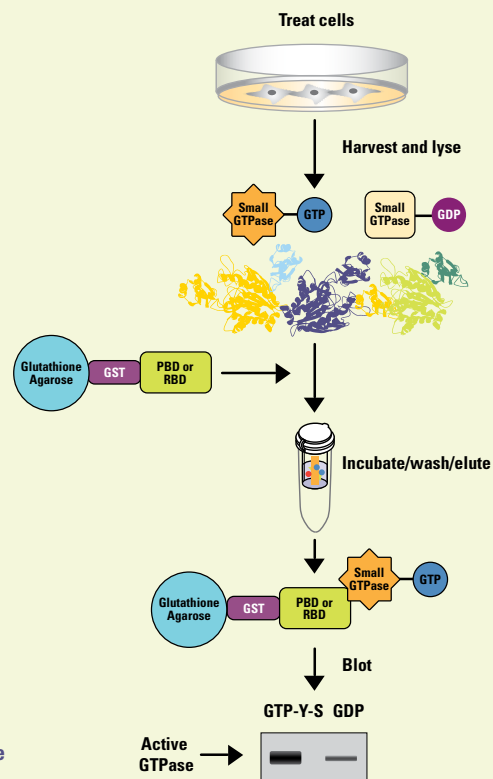 Treat cells
Harvest and lyse
Small
GTPase
GTP
Small
GTPase
GDP
Glutathione
Agarose
GST
PBD or
RBD
Incubate/wash/elute
Small
GTPase
GTP
Glutathione
Agarose
GST
PBD or
RBD
Blot
GTP-Y-S GDP
Active
GTPase
e